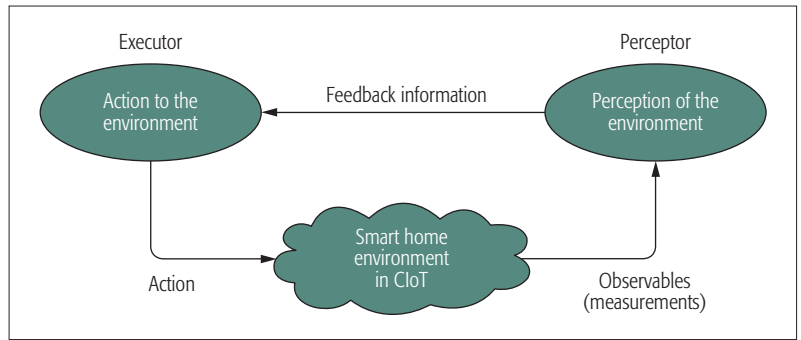 Executor
Perceptor
Action to the
environment
Feedback information
Perception of the
environment
Smart home
environment
in CIoT
Action
Observables
(measurements)